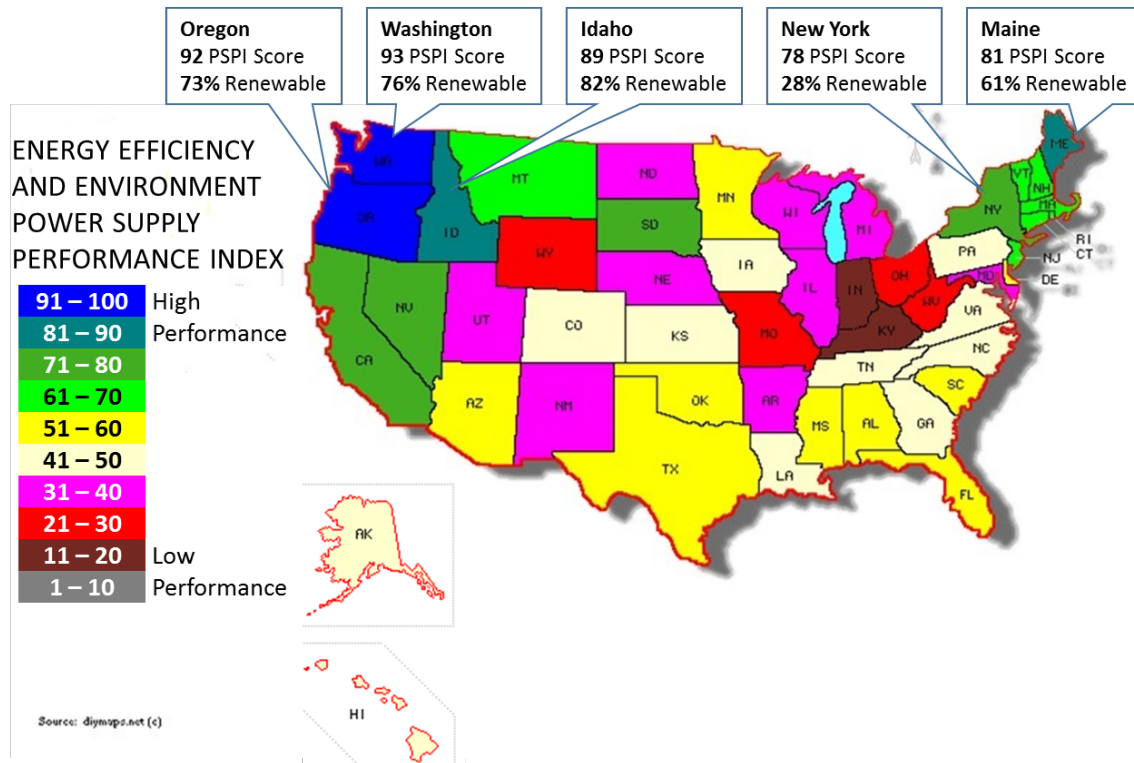 Oregon
92 PSPI Score
73% Renewable
Washington
93 PSPI Score
76% Renewable
Idaho
89 PSPI Score
82% Renewable
New York
78 PSPI Score
28% Renewable
Maine
81 PSPI Score
61% Renewable
ENERGY EFFICIENCY
AND ENVIRONMENT
POWER SUPPLY
PERFORMANCE INDEX
91 – 100 High
81 – 90 Performance
71 – 80
61 – 70
51 – 60
41 – 50
31 – 40
21 – 30
11 – 20 Low
1 – 10 Performance
WA
OR
ID
MT
ND
MN
WI
MI
SD
WY
NV
CA
UT
CO
NE
IA
KS
MO
IL
IN
OH
KY
WV
PA
NY
VT
NH
MA
ME
RI
CT
NJ
DE
MD
VA
NC
TN
SC
GA
AL
MS
AR
LA
OK
TX
NM
AZ
FL
AK
HI
Source: diymaps.net (c)